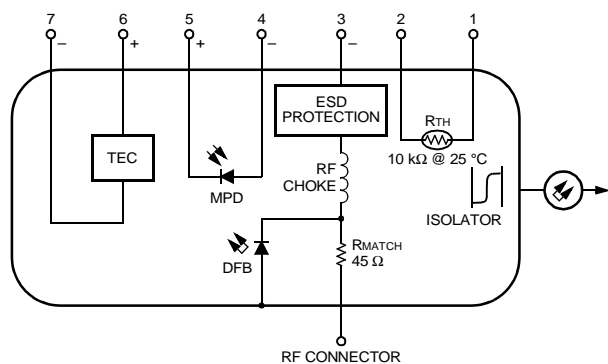 7 6 5 4 3 2 1
– + + – –
ESD
PROTECTION
RTH
10 kΩ @ 25 °C
TEC
RF
CHOKE
MPD
ISOLATOR
DFB
RMATCH
45 Ω
RF CONNECTOR